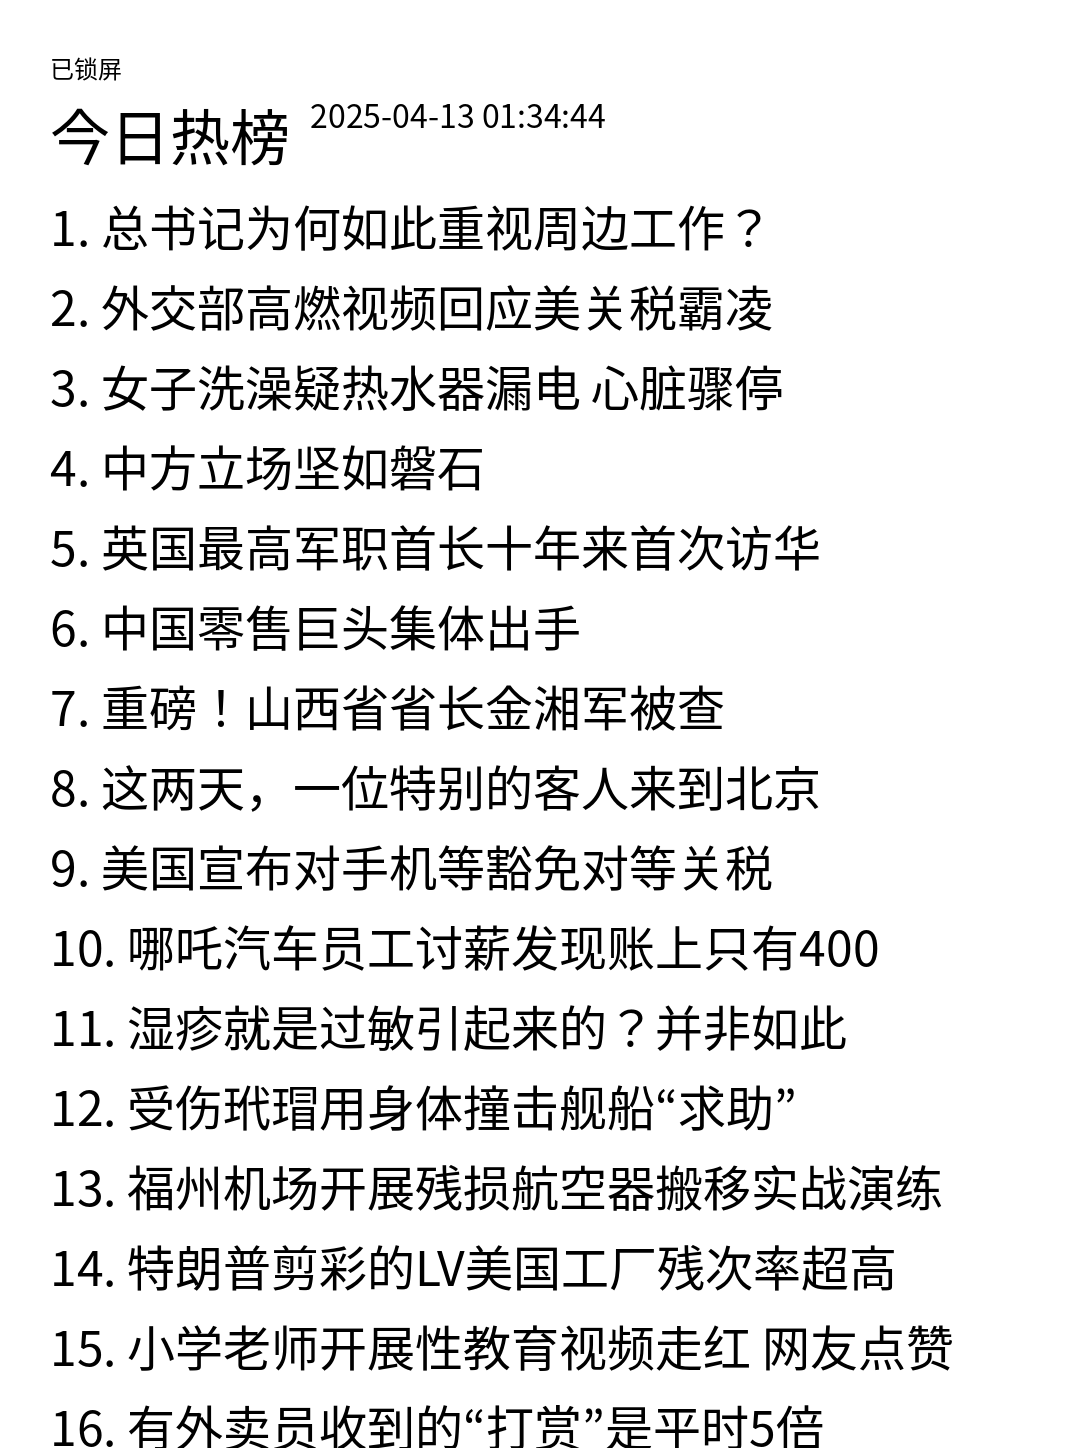 已锁屏
今日热榜 2025-04-13 01:34:44
1. 总书记为何如此重视周边工作？
2. 外交部高燃视频回应美关税霸凌
3. 女子洗澡疑热水器漏电 心脏骤停
4. 中方立场坚如磐石
5. 英国最高军职首长十年来首次访华
6. 中国零售巨头集体出手
7. 重磅！山西省省长金湘军被查
8. 这两天，一位特别的客人来到北京
9. 美国宣布对手机等豁免对等关税
10. 哪吒汽车员工讨薪发现账上只有400
11. 湿疹就是过敏引起来的？并非如此
12. 受伤玳瑁用身体撞击舰船“求助”
13. 福州机场开展残损航空器搬移实战演练
14. 特朗普剪彩的LV美国工厂残次率超高
15. 小学老师开展性教育视频走红 网友点赞
16. 有外卖员收到的“打赏”是平时5倍